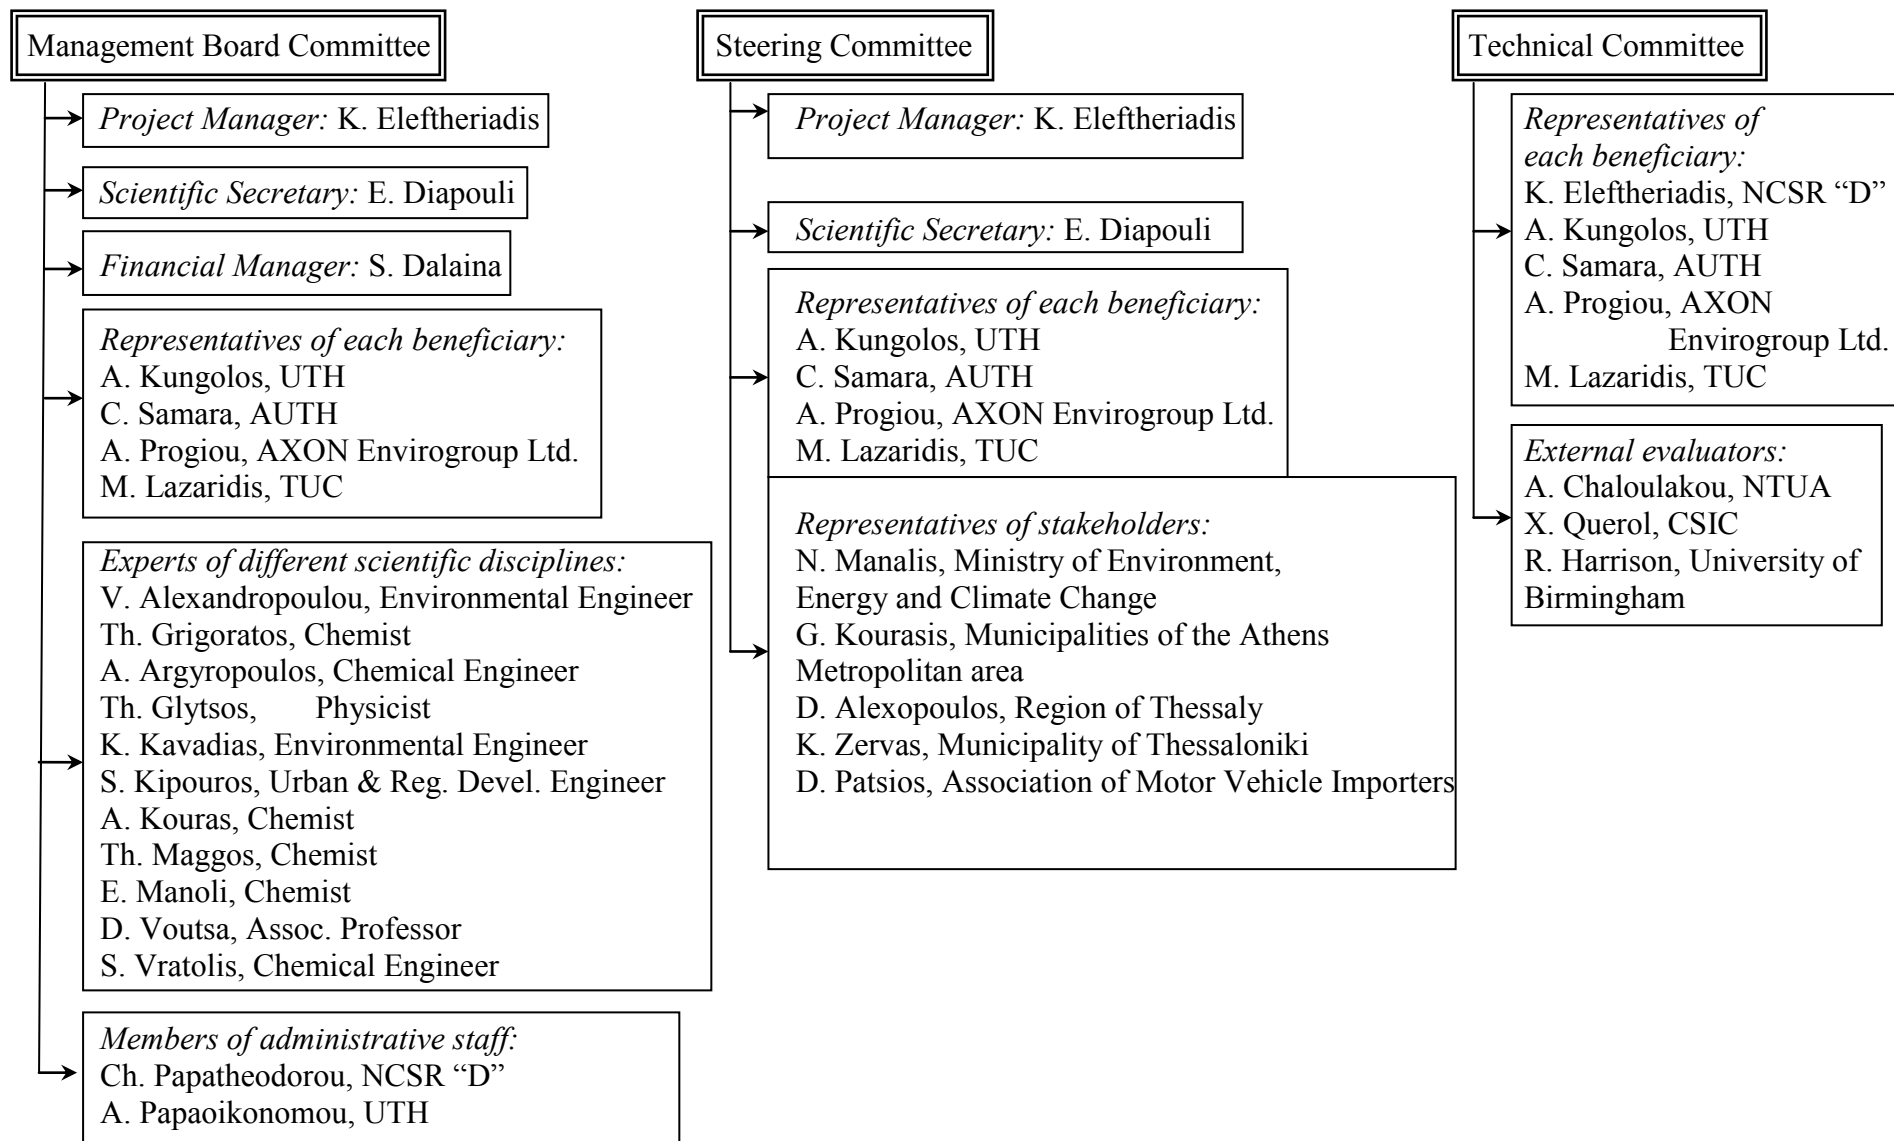 Management Board Committee
Project Manager: K. Eleftheriadis
Scientific Secretary: E. Diapouli
Financial Manager: S. Dalaina
Representatives of each beneficiary:
A. Kungolos, UTH
C. Samara, AUTH
A. Progiou, AXON Envirogroup Ltd.
M. Lazaridis, TUC
Experts of different scientific disciplines:
V. Alexandropoulou, Environmental Engineer
Th. Grigoratos, Chemist
A. Argyropoulos, Chemical Engineer
Th. Glytsos, Physicist
K. Kavadias, Environmental Engineer
S. Kipouros, Urban & Reg. Devel. Engineer
A. Kouras, Chemist
Th. Maggos, Chemist
E. Manoli, Chemist
D. Voutsa, Assoc. Professor
S. Vratolis, Chemical Engineer
Members of administrative staff:
Ch. Papatheodorou, NCSR “D”
A. Papaoikonomou, UTH
Steering Committee
Project Manager: K. Eleftheriadis
Scientific Secretary: E. Diapouli
Representatives of each beneficiary:
A. Kungolos, UTH
C. Samara, AUTH
A. Progiou, AXON Envirogroup Ltd.
M. Lazaridis, TUC
Representatives of stakeholders:
N. Manalis, Ministry of Environment,
Energy and Climate Change
G. Kourasis, Municipalities of the Athens
Metropolitan area
D. Alexopoulos, Region of Thessaly
K. Zervas, Municipality of Thessaloniki
D. Patsios, Association of Motor Vehicle Importers
Technical Committee
Representatives of
each beneficiary:
K. Eleftheriadis, NCSR “D”
A. Kungolos, UTH
C. Samara, AUTH
A. Progiou, AXON
Envirogroup Ltd.
M. Lazaridis, TUC
External evaluators:
A. Chaloulakou, NTUA
X. Querol, CSIC
R. Harrison, University of
Birmingham